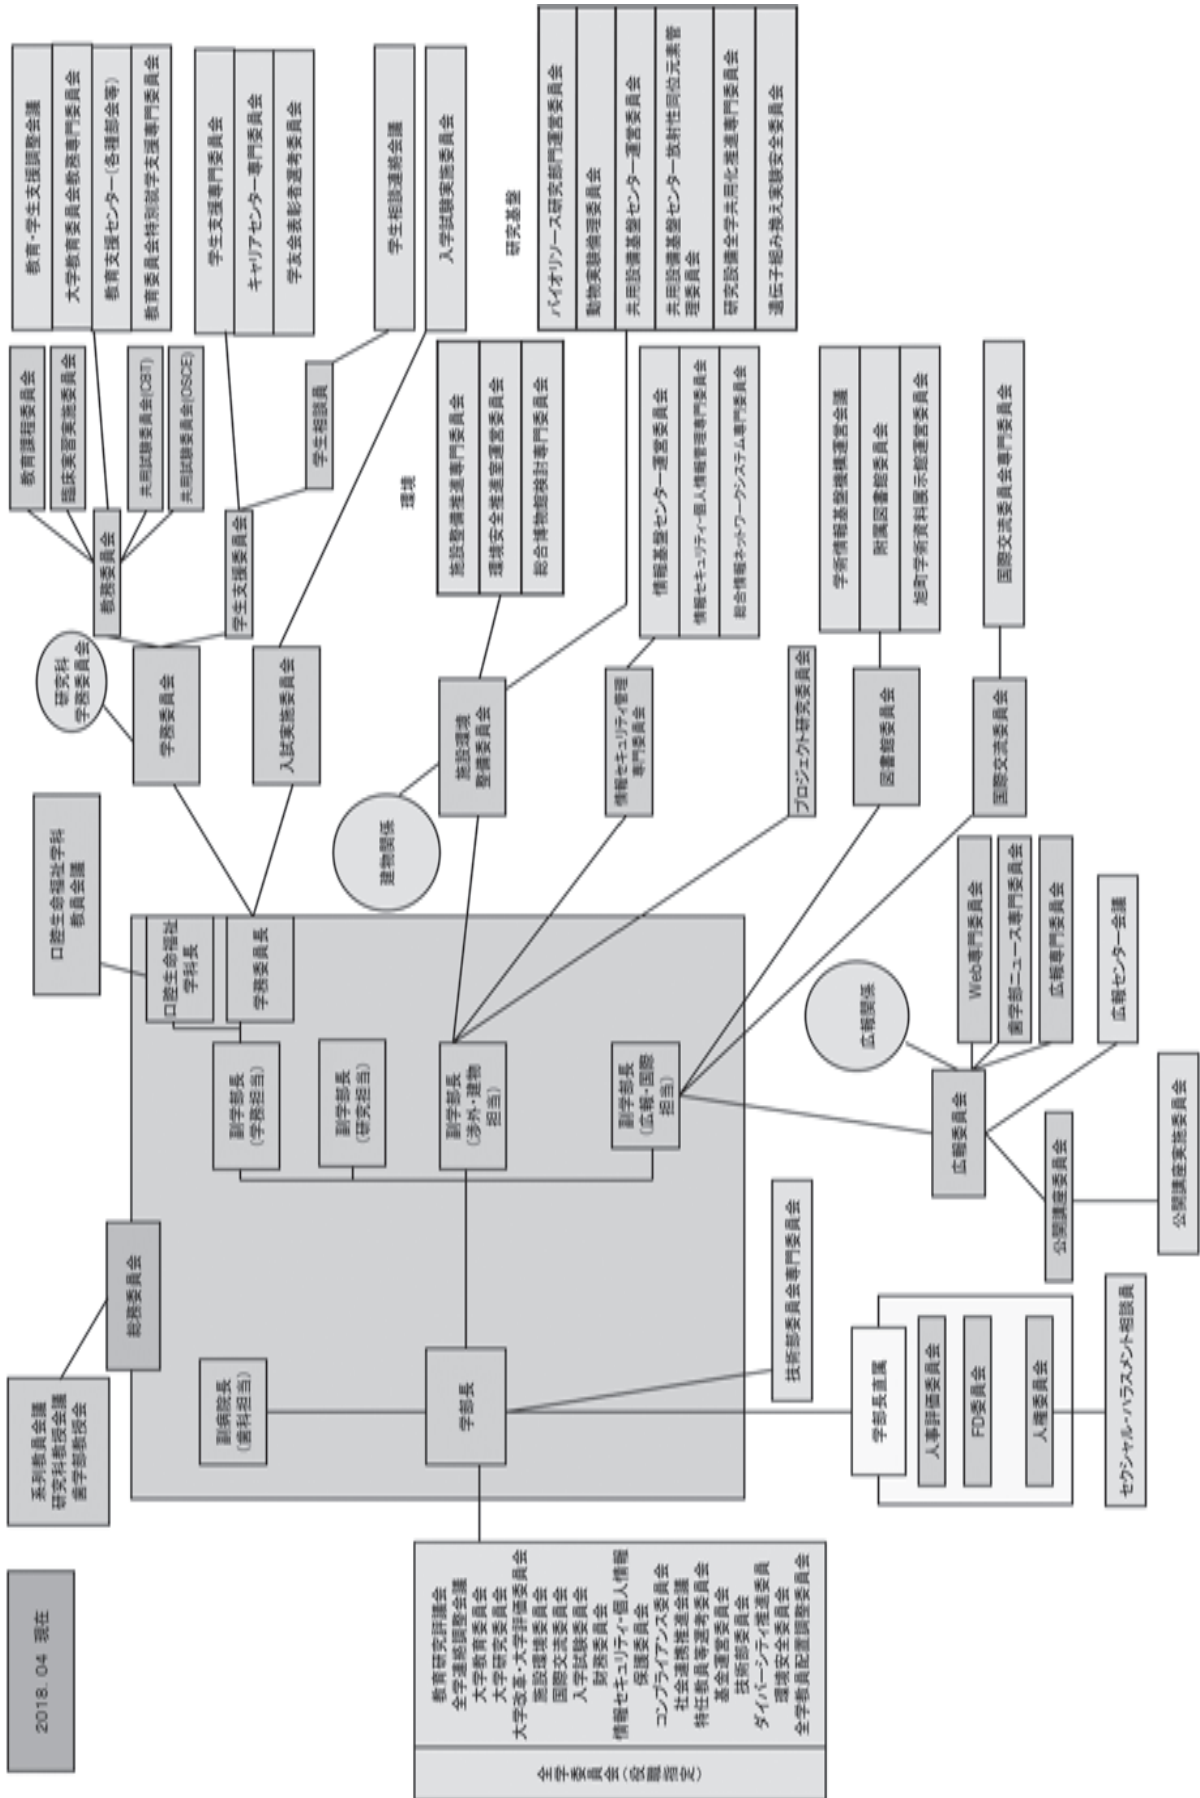 2018. 04 現在
系列教員会議
研究科教授会議
歯学部教授会
総務委員会
口腔生命福祉学科
教員会議
研究科
学務委員会
教務委員会
教育課程委員会
臨床実習実施委員会
共用試験委員会(CBT)
共用試験委員会(OSCE)
教育・学生支援調整会議
大学教育委員会教務専門委員会
教育支援センター(各種部会等)
教育委員会特別就学支援専門委員会
副病院長
(歯科担当)
副学部長
(学務担当)
口腔生命福祉
学科長
学務委員長
学務委員会
入試実施委員会
学生支援委員会
学生相談員
学生支援専門委員会
キャリアセンター専門委員会
学友会表彰者選考委員会
学生相談連絡会議
入学試験実施委員会
副学部長
(研究担当)
建物関係
環境
研究基盤
全学委員会(役職指定)
教育研究評議会
全学連絡調整会議
大学教育委員会
大学研究委員会
大学改革・大学評価委員会
施設環境委員会
国際交流委員会
入学試験委員会
財務委員会
情報セキュリティ・個人情報
保護委員会
コンプライアンス委員会
社会連携推進会議
特任教員等選考委員会
基金運営委員会
技術部委員会
ダイバーシティ推進委員
環境安全委員会
全学教員配置調整委員会
学部長
副学部長
(渉外・建物
担当)
施設環境
整備委員会
施設整備推進専門委員会
環境安全推進室運営委員会
総合博物館検討専門委員会
バイオリソース研究部門運営委員会
動物実験倫理委員会
共用設備基盤センター運営委員会
共用設備基盤センター放射性同位元素管
理委員会
研究設備全学共用化推進専門委員会
遺伝子組み換え実験安全委員会
副学部長
(広報・国際
担当)
情報セキュリティ管理
専門委員会
情報基盤センター運営委員会
情報セキュリティ・個人情報管理専門委員会
総合情報ネットワークシステム専門委員会
技術部委員会専門委員会
プロジェクト研究委員会
学部長直属
人事評価委員会
FD委員会
人権委員会
セクシャル・ハラスメント相談員
広報関係
図書館委員会
学術情報基盤機構運営会議
附属図書館委員会
旭町学術資料展示館運営委員会
広報委員会
Web専門委員会
歯学部ニュース専門委員会
広報専門委員会
広報センター会議
国際交流委員会
国際交流委員会専門委員会
公開講座委員会
公開講座実施委員会